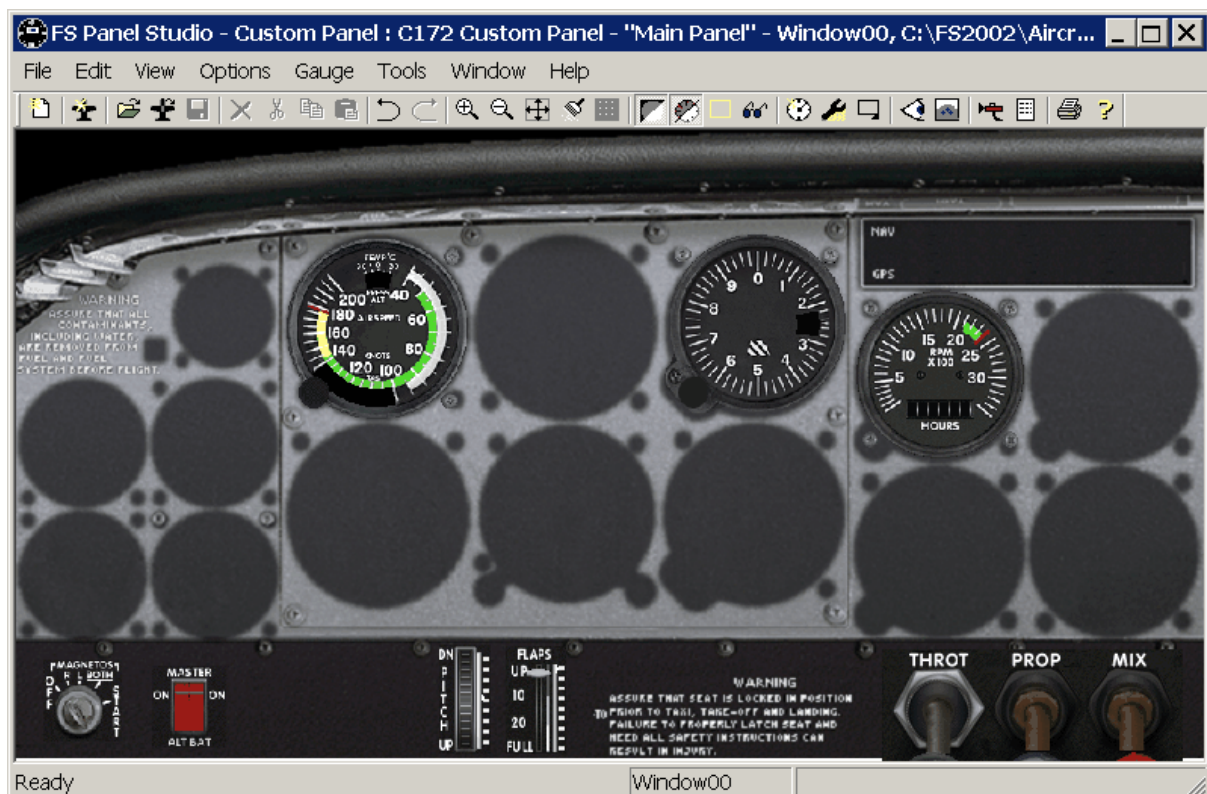 FS Panel Studio - Custom Panel : C172 Custom Panel - "Main Panel" - Window00, C:\FS2002\Aircr...
File Edit View Options Gauge Tools Window Help
NAV
GPS
WARNING
ASSURE THAT ALL
CONTAMINANTS,
INCLUDING WATER,
ARE REMOVED FROM
FUEL AND FUEL
SYSTEM BEFORE FLIGHT.
TEMP °C
PRESS
ALT
200 40
180 AIRSPEED 60
160
140 KNOTS 80
120 100
TAS
0 1
9 2
8
7 3
6 4
5
15 20
10 RPM 25
X100
5 30
HOURS
MAGNETOS
OFF R L BOTH START
MASTER
ON ON
ALT BAT
DN
PITCH
UP
FLAPS
UP
10
20
FULL
WARNING
ASSURE THAT SEAT IS LOCKED IN POSITION
PRIOR TO TAXI, TAKE-OFF AND LANDING.
FAILURE TO PROPERLY LATCH SEAT AND
HEED ALL SAFETY INSTRUCTIONS CAN
RESULT IN INJURY.
THROT PROP MIX
Ready Window00